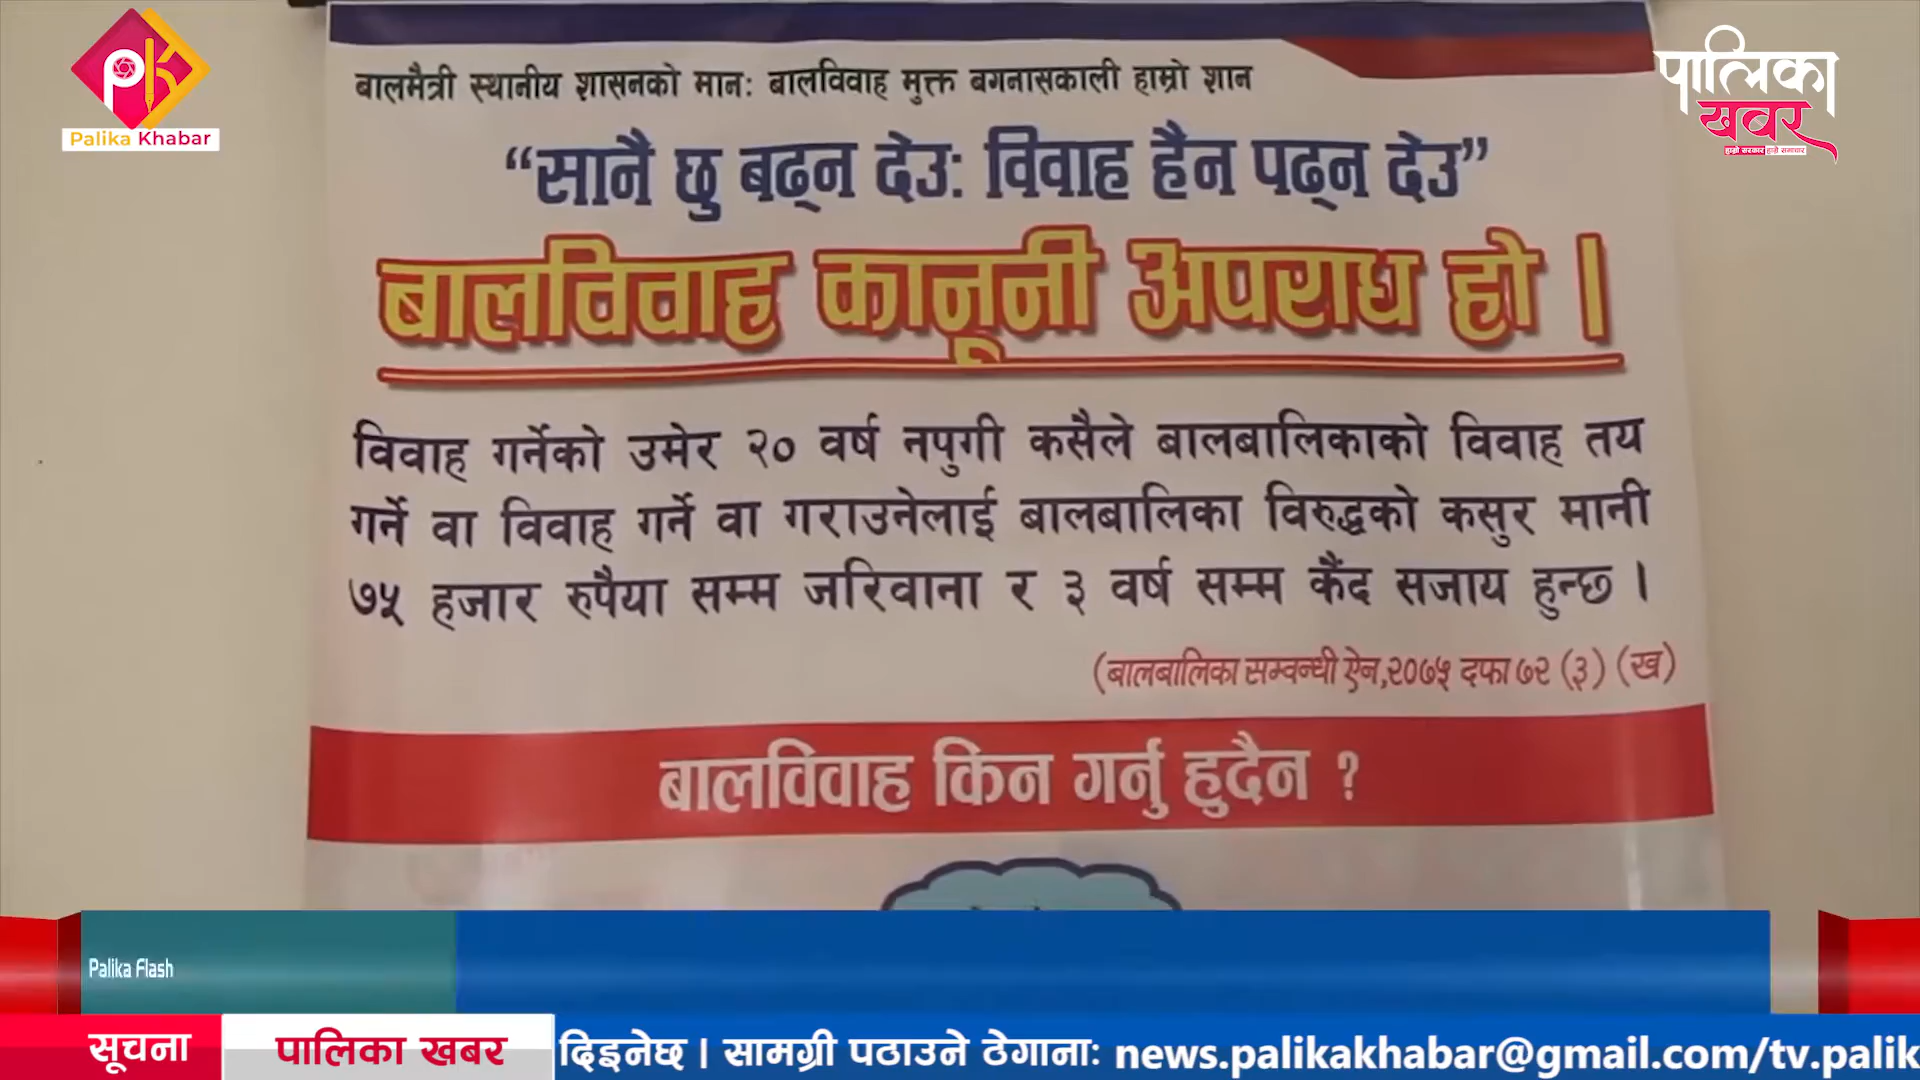 Palika Khabar
पालिका
खबर
हाम्रो सरकार हाम्रो समाचार
बालमैत्री स्थानीय शासनको मानः बालविवाह मुक्त बगनासकाली हाम्रो शान
“सानै छु बढ्न देउः विवाह हैन पढ्न देउ”
बालविवाह कानूनी अपराध हो ।
विवाह गर्नेको उमेर २० वर्ष नपुगी कसैले बालबालिकाको विवाह तय
गर्ने वा विवाह गर्ने वा गराउनेलाई बालबालिका विरुद्धको कसुर मानी
७५ हजार रुपैया सम्म जरिवाना र ३ वर्ष सम्म कैद सजाय हुन्छ ।
(बालबालिका सम्वन्धी ऐन,२०७५ दफा ७२ (३) (ख)
बालविवाह किन गर्नु हुदैन ?
Palika Flash
सूचना पालिका खबर दिइनेछ । सामग्री पठाउने ठेगानाः news.palikakhabar@gmail.com/tv.palik